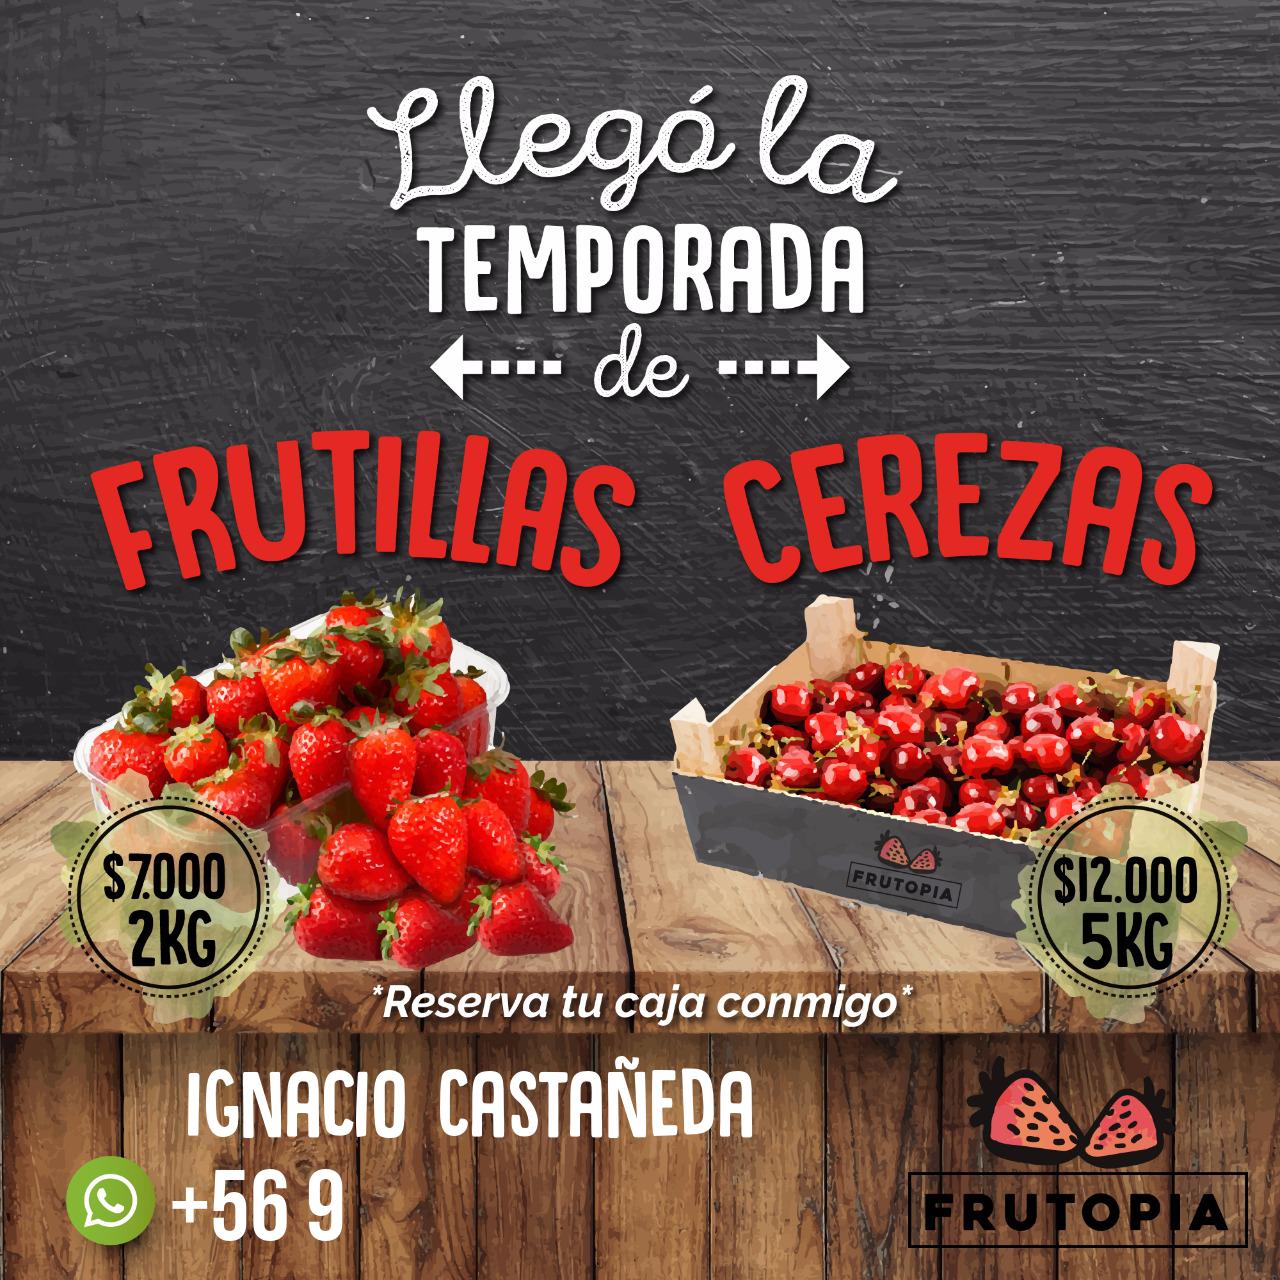 Llegó la
TEMPORADA
de
FRUTILLAS CEREZAS
$7.000
2KG
FRUTOPIA
$12.000
5KG
*Reserva tu caja conmigo*
IGNACIO CASTAÑEDA
+56 9
FRUTOPIA